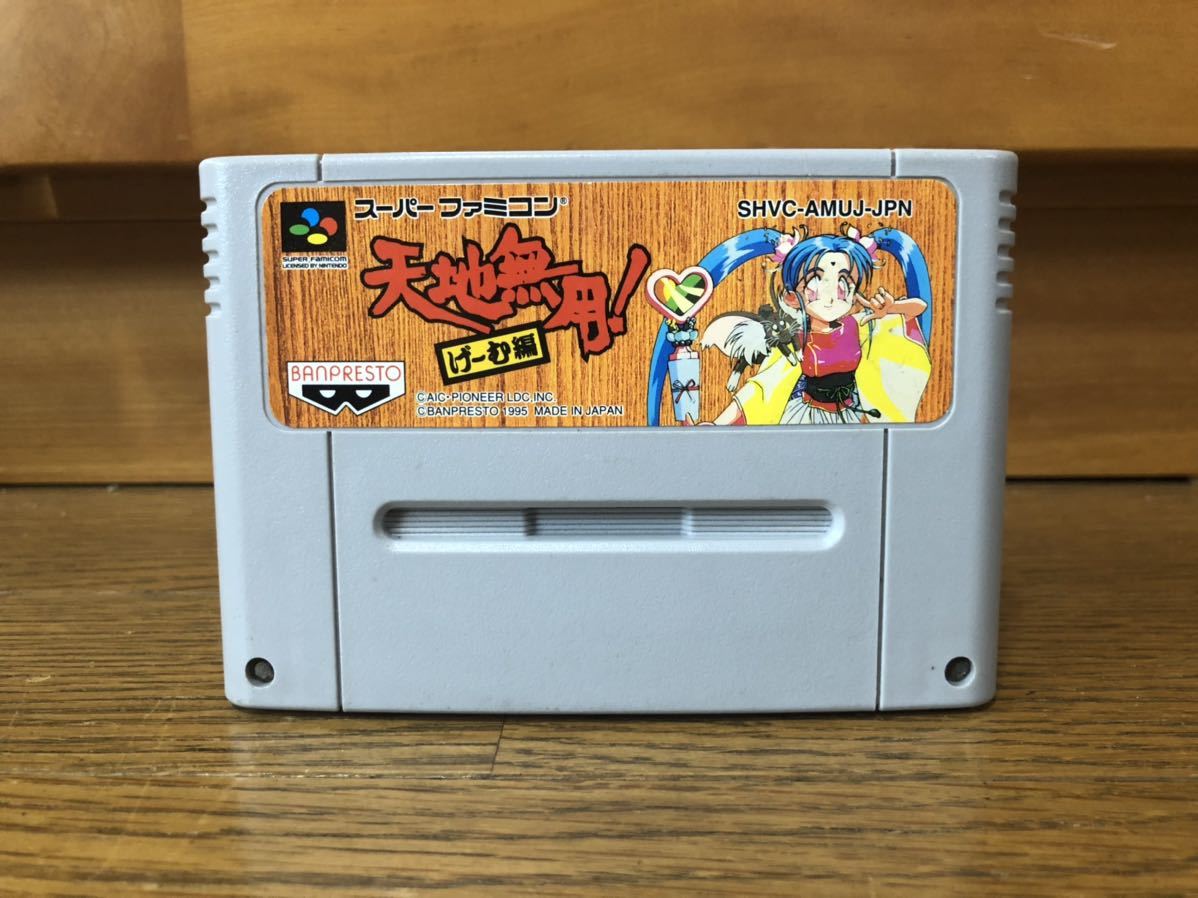 スーパーファミコン®
SHVC-AMUJ-JPN
SUPER FAMICOM
LICENSED BY NINTENDO
天地無用!
げーむ編
BANPRESTO
©AIC・PIONEER LDC,INC.
©BANPRESTO 1995 MADE IN JAPAN